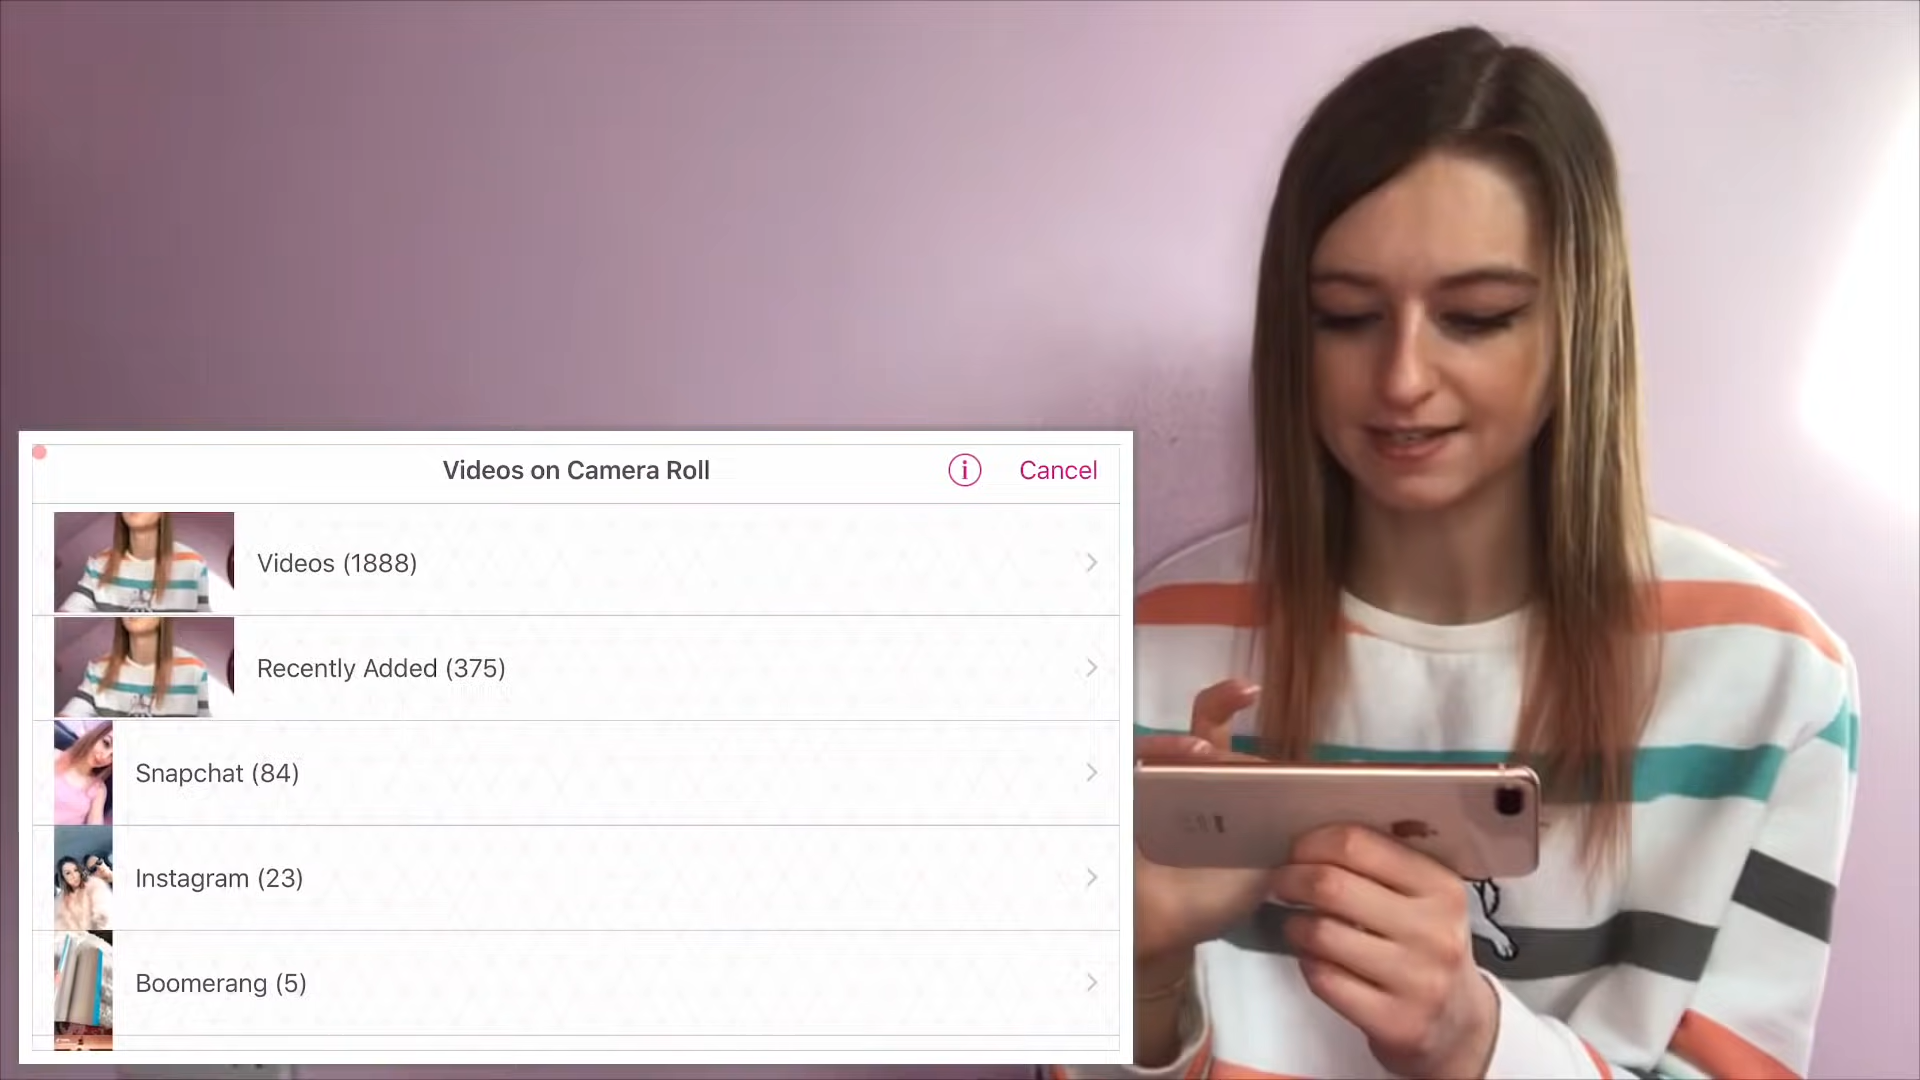 Videos on Camera Roll
Cancel
Videos (1888)
Recently Added (375)
Snapchat (84)
Instagram (23)
Boomerang (5)